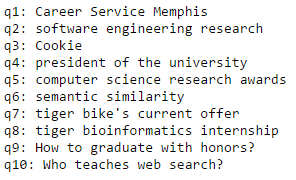 q1: Career Service Memphis
q2: software engineering research
q3: Cookie
q4: president of the university
q5: computer science research awards
q6: semantic similarity
q7: tiger bike's current offer
q8: tiger bioinformatics internship
q9: How to graduate with honors?
q10: Who teaches web search?